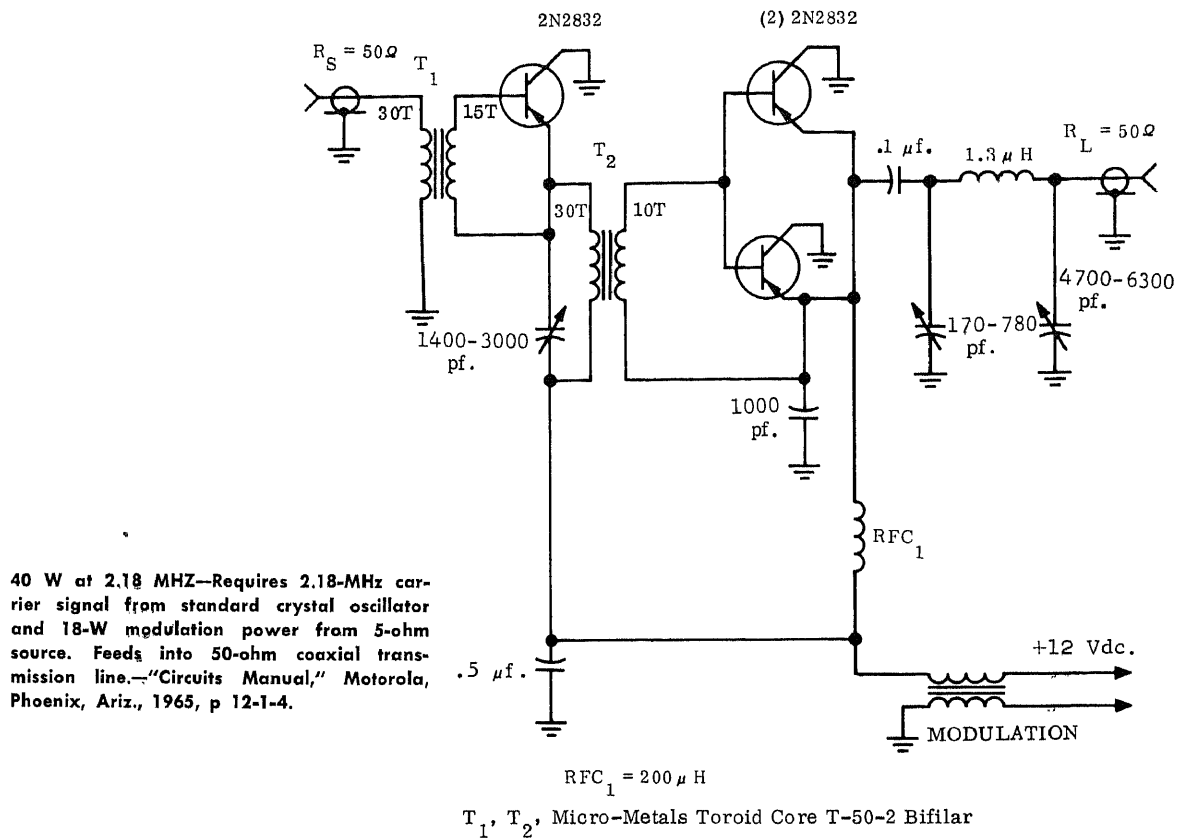 2N2832
(2) 2N2832
R_S = 50Ω
T_1
30T
15T
T_2
30T
10T
.1 μf.
1.3 μH
R_L = 50Ω
1400-3000
pf.
170-780
pf.
4700-6300
pf.
1000
pf.
RFC_1
40 W at 2.18 MHZ—Requires 2.18-MHz car-
rier signal from standard crystal oscillator
and 18-W modulation power from 5-ohm
source. Feeds into 50-ohm coaxial trans-
mission line.—"Circuits Manual," Motorola,
Phoenix, Ariz., 1965, p 12-1-4.
.5 μf.
+12 Vdc.
MODULATION
RFC_1 = 200 μH
T_1, T_2, Micro-Metals Toroid Core T-50-2 Bifilar